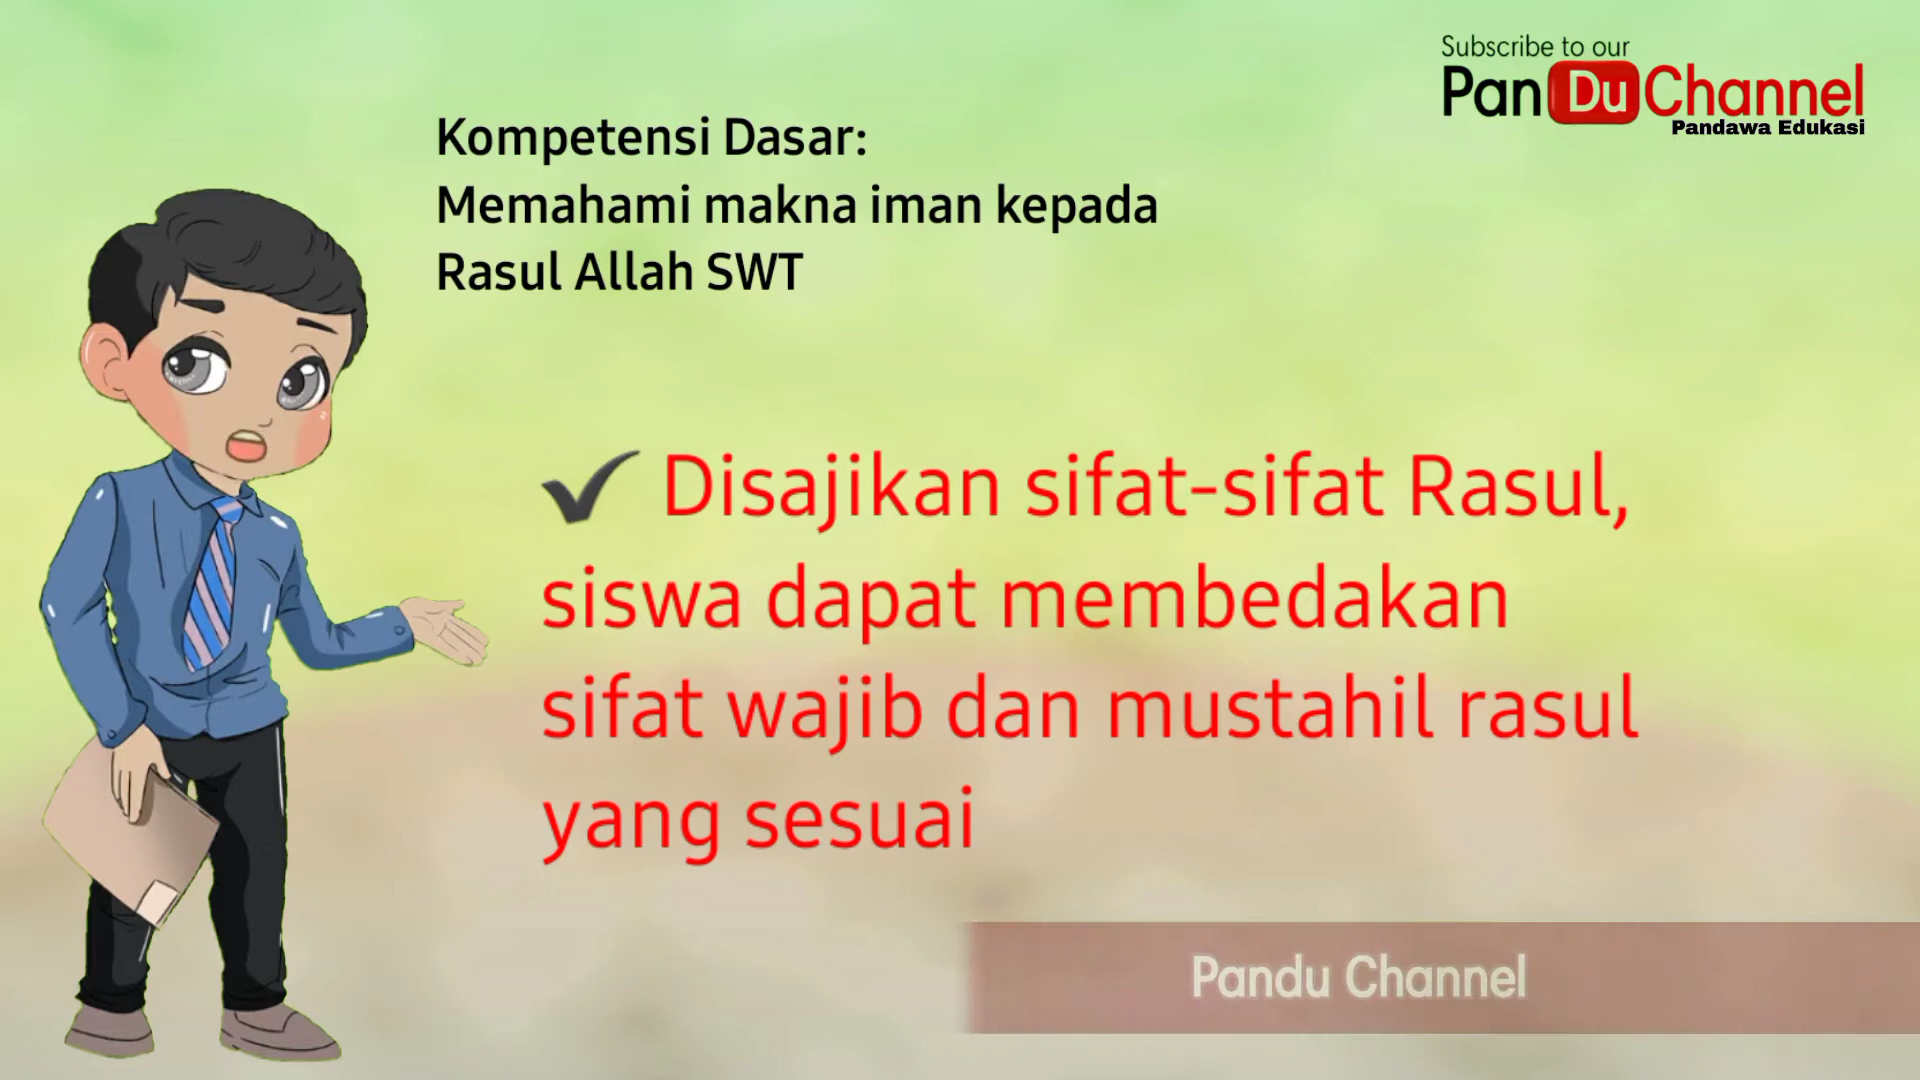 Subscribe to our
PanDuChannel
Pandawa Edukasi
Kompetensi Dasar:
Memahami makna iman kepada
Rasul Allah SWT
✔ Disajikan sifat-sifat Rasul,
siswa dapat membedakan
sifat wajib dan mustahil rasul
yang sesuai
Pandu Channel